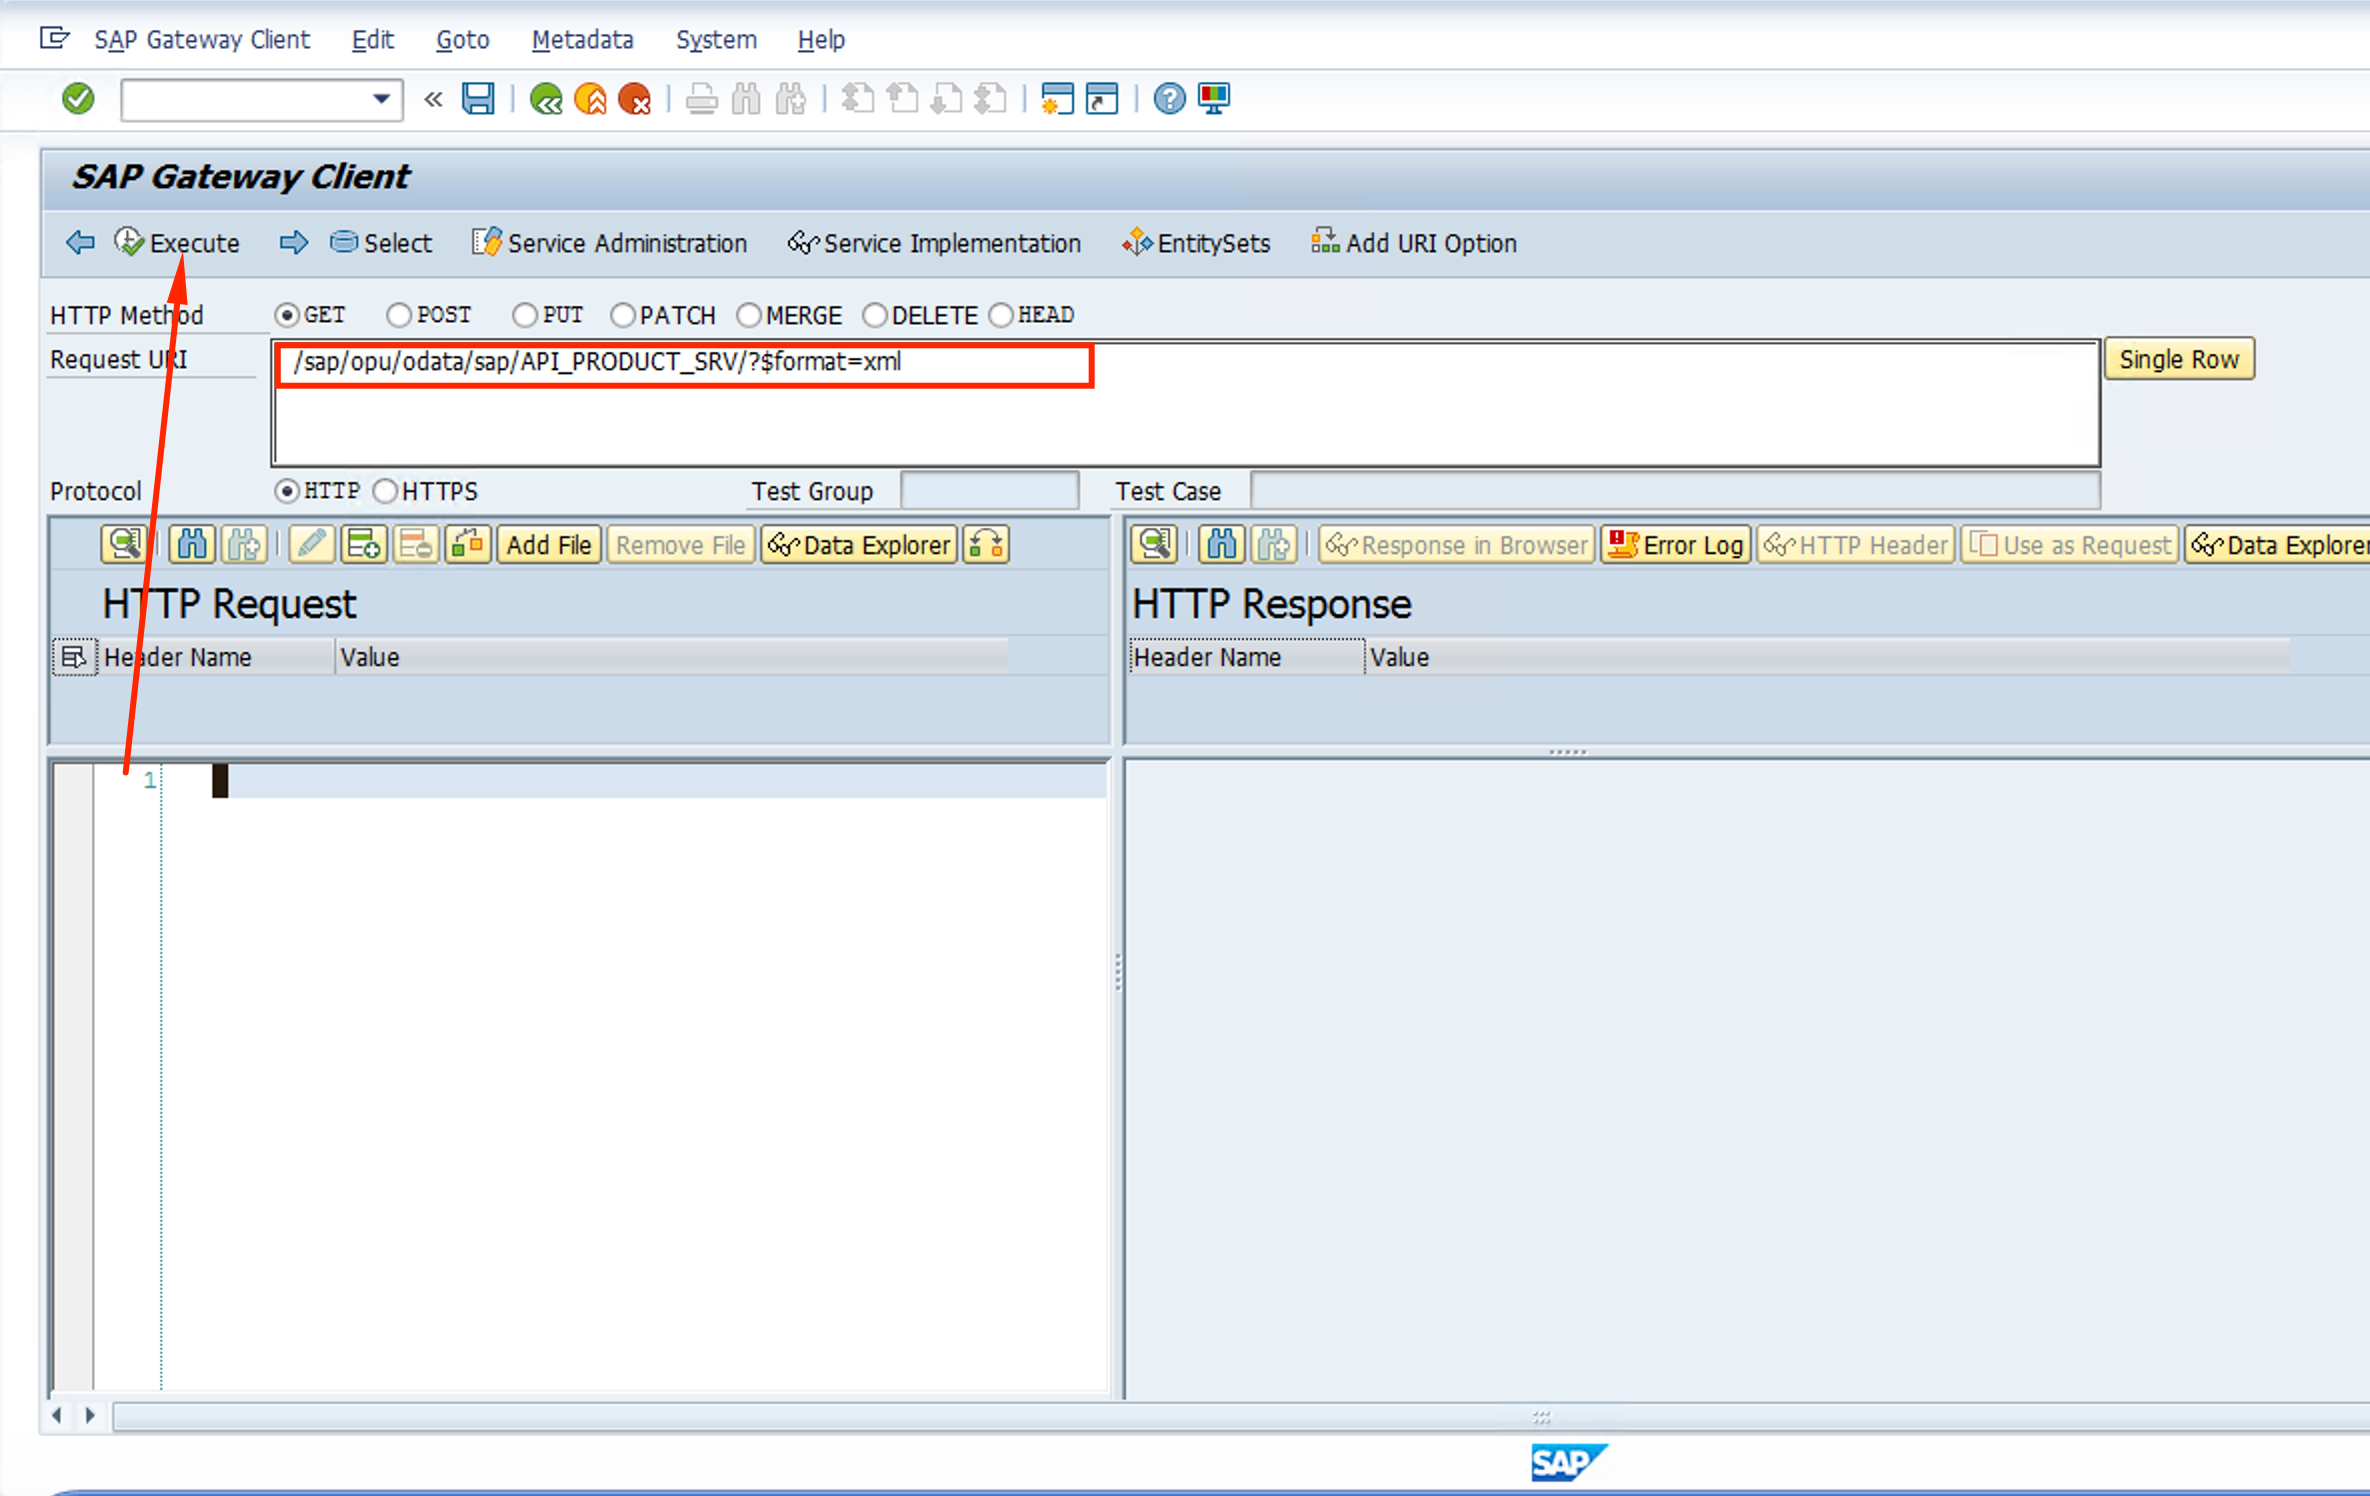 SAP Gateway Client Edit Goto Metadata System Help
SAP Gateway Client
Execute Select Service Administration Service Implementation EntitySets Add URI Option
HTTP Method GET POST PUT PATCH MERGE DELETE HEAD
Request URI /sap/opu/odata/sap/API_PRODUCT_SRV/?$format=xml Single Row
Protocol HTTP HTTPS Test Group Test Case
Add File Remove File Data Explorer Response in Browser Error Log HTTP Header Use as Request Data Explorer
HTTP Request HTTP Response
Header Name Value Header Name Value
1
SAP